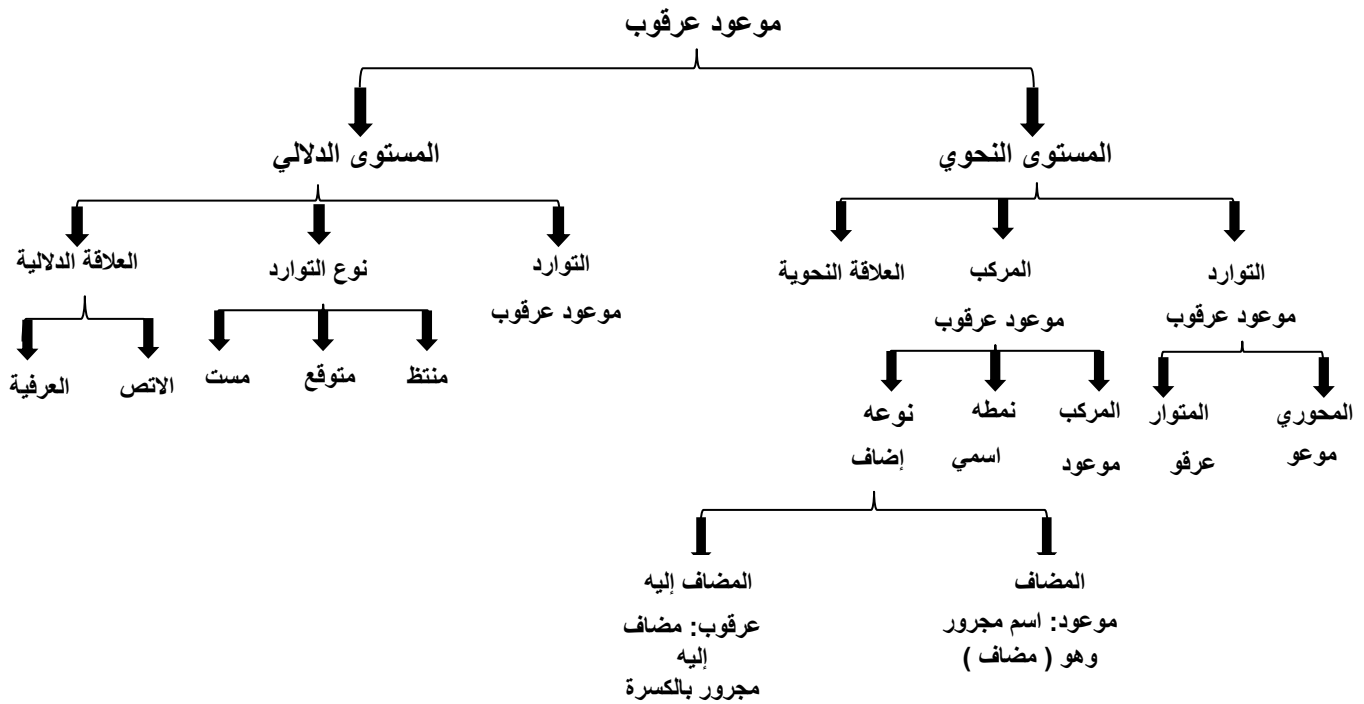 موعود عرقوب
المستوى النحوي
المستوى الدلالي
التوارد
المركب
العلاقة النحوية
التوارد
نوع التوارد
العلاقة الدلالية
موعود عرقوب
موعود عرقوب
موعود عرقوب
منتظ
متوقع
مست
الاتص
العرفية
المحوري
المتوار
المركب
نمطه
نوعه
موعو
عرقو
موعود
اسمي
إضاف
المضاف
المضاف إليه
موعود: اسم مجرور
وهو ( مضاف )
عرقوب: مضاف
إليه
مجرور بالكسرة